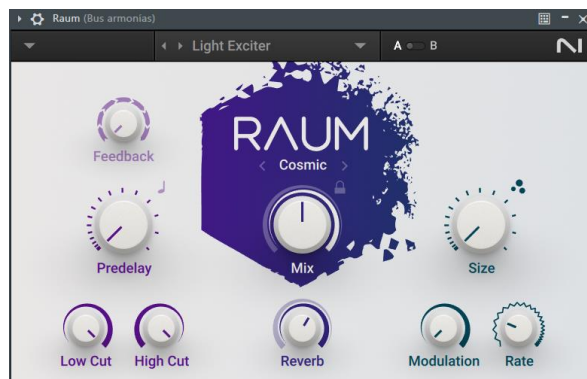 Raum (Bus armonias)
Light Exciter
A B
RAUM
Cosmic
Feedback
Predelay
Mix
Size
Low Cut
High Cut
Reverb
Modulation
Rate